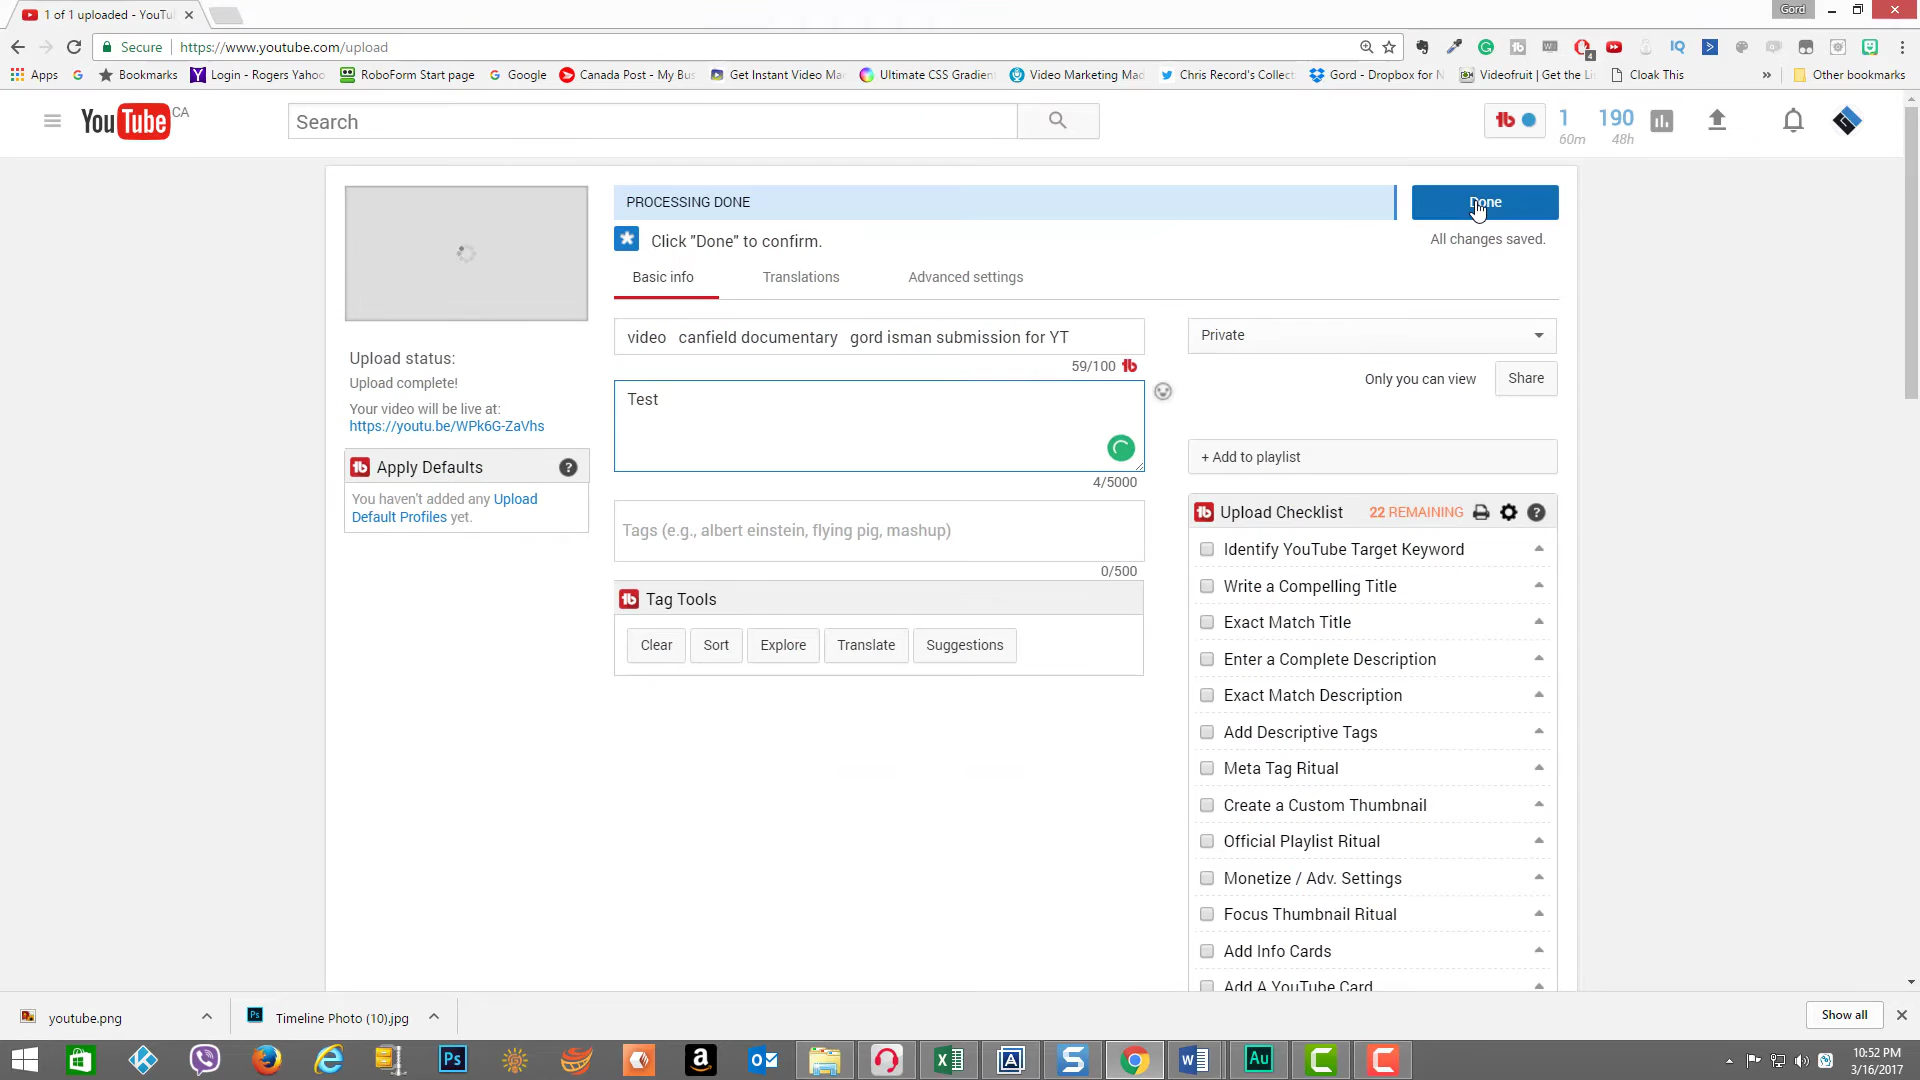 1 of 1 uploaded - YouTu
Gord
Secure https://www.youtube.com/upload
Apps Bookmarks Login - Rogers Yahoo RoboForm Start page Google Canada Post - My Bus Get Instant Video Ma Ultimate CSS Gradien Video Marketing Mad Chris Record's Collect Gord - Dropbox for N Videofruit | Get the Li Cloak This » Other bookmarks
YouTube CA
Search
1 60m
190 48h
PROCESSING DONE
Done
Click "Done" to confirm.
All changes saved.
Basic info Translations Advanced settings
video canfield documentary gord isman submission for YT
59/100
Private
Only you can view Share
Upload status:
Upload complete!
Your video will be live at:
https://youtu.be/WPk6G-ZaVhs
Test
4/5000
+ Add to playlist
Apply Defaults
You haven't added any Upload
Default Profiles yet.
Tags (e.g., albert einstein, flying pig, mashup)
0/500
Tag Tools
Clear Sort Explore Translate Suggestions
Upload Checklist 22 REMAINING
Identify YouTube Target Keyword
Write a Compelling Title
Exact Match Title
Enter a Complete Description
Exact Match Description
Add Descriptive Tags
Meta Tag Ritual
Create a Custom Thumbnail
Official Playlist Ritual
Monetize / Adv. Settings
Focus Thumbnail Ritual
Add Info Cards
Add A YouTube Card
youtube.png
Timeline Photo (10).jpg
Show all
10:52 PM
3/16/2017